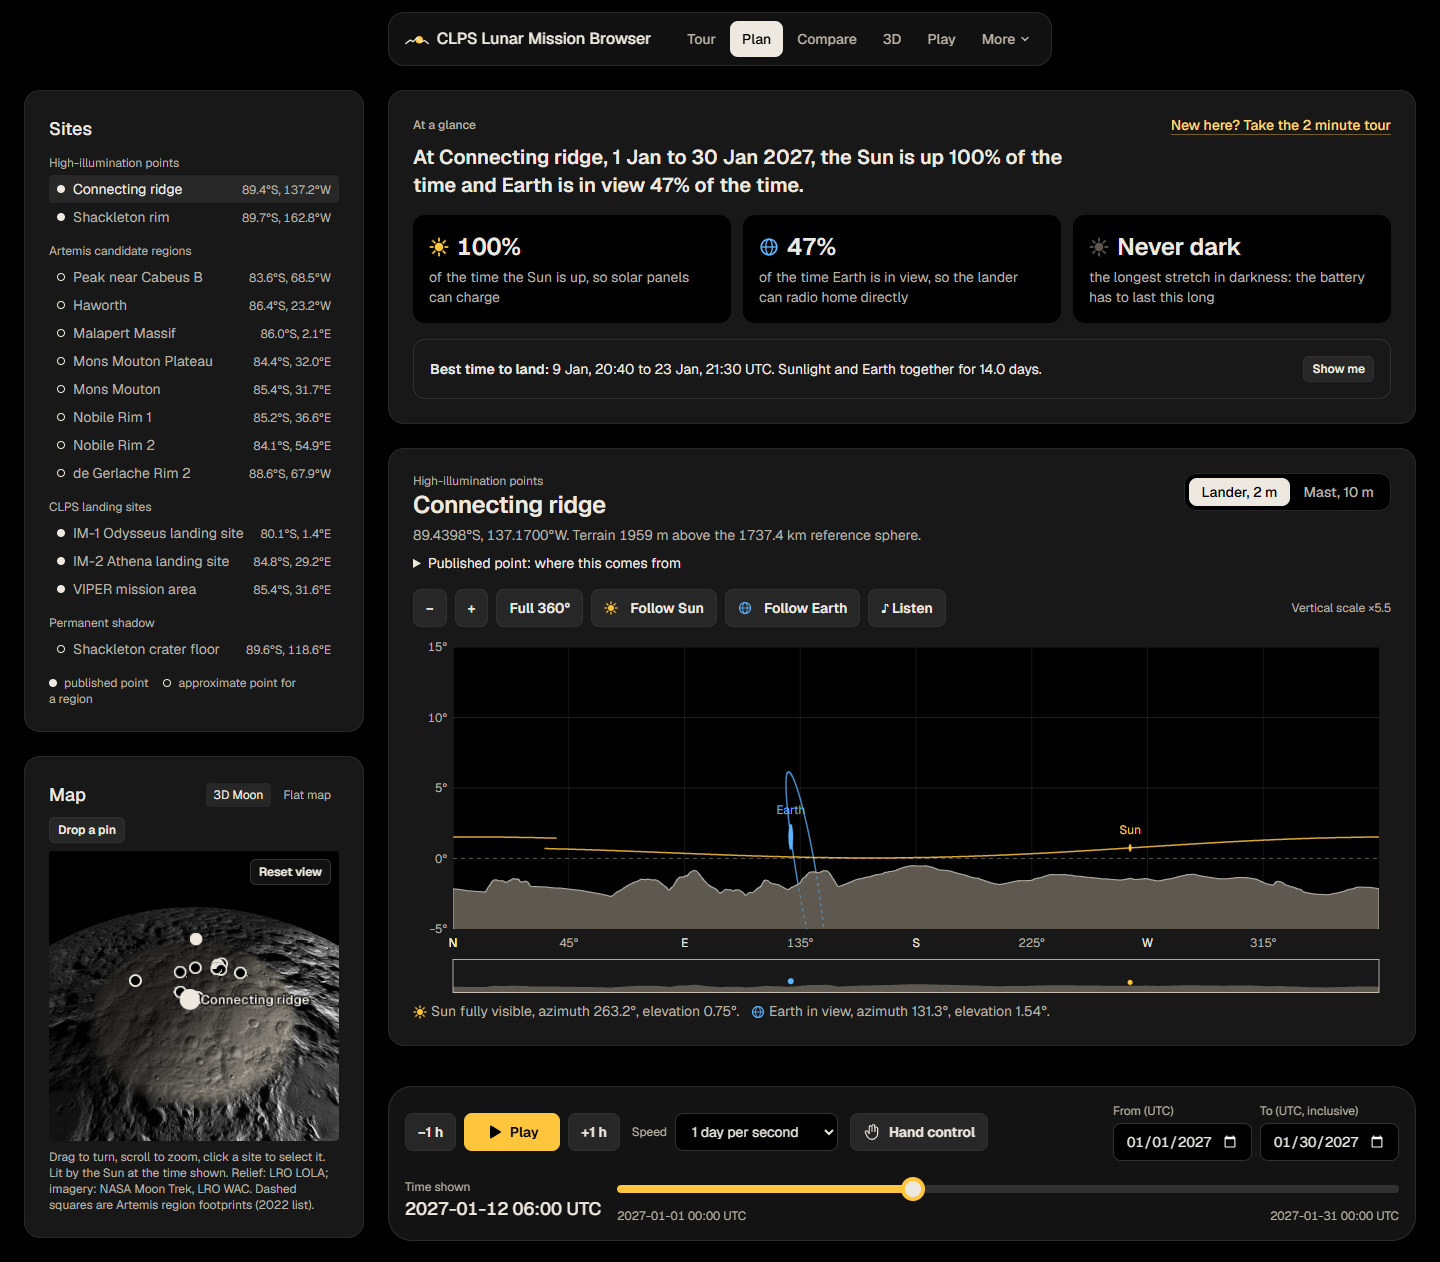 CLPS Lunar Mission Browser
Tour
Plan
Compare
3D
Play
More
Sites
High-illumination points
Connecting ridge 89.4°S, 137.2°W
Shackleton rim 89.7°S, 162.8°W
Artemis candidate regions
Peak near Cabeus B 83.6°S, 68.5°W
Haworth 86.4°S, 23.2°W
Malapert Massif 86.0°S, 2.1°E
Mons Mouton Plateau 84.4°S, 32.0°E
Mons Mouton 85.4°S, 31.7°E
Nobile Rim 1 85.2°S, 36.6°E
Nobile Rim 2 84.1°S, 54.9°E
de Gerlache Rim 2 88.6°S, 67.9°W
CLPS landing sites
IM-1 Odysseus landing site 80.1°S, 1.4°E
IM-2 Athena landing site 84.8°S, 29.2°E
VIPER mission area 85.4°S, 31.6°E
Permanent shadow
Shackleton crater floor 89.6°S, 118.6°E
published point approximate point for
a region
Map
3D Moon
Flat map
Drop a pin
Reset view
Connecting ridge
Drag to turn, scroll to zoom, click a site to select it.
Lit by the Sun at the time shown. Relief: LRO LOLA;
imagery: NASA Moon Trek, LRO WAC. Dashed
squares are Artemis region footprints (2022 list).
At a glance
New here? Take the 2 minute tour
At Connecting ridge, 1 Jan to 30 Jan 2027, the Sun is up 100% of the
time and Earth is in view 47% of the time.
100%
of the time the Sun is up, so solar panels
can charge
47%
of the time Earth is in view, so the lander
can radio home directly
Never dark
the longest stretch in darkness: the battery
has to last this long
Best time to land: 9 Jan, 20:40 to 23 Jan, 21:30 UTC. Sunlight and Earth together for 14.0 days.
Show me
High-illumination points
Connecting ridge
Lander, 2 m
Mast, 10 m
89.4398°S, 137.1700°W. Terrain 1959 m above the 1737.4 km reference sphere.
Published point: where this comes from
−
+
Full 360°
Follow Sun
Follow Earth
♪ Listen
Vertical scale ×5.5
15°
10°
5°
0°
-5°
Earth
Sun
N 45° E 135° S 225° W 315°
Sun fully visible, azimuth 263.2°, elevation 0.75°. Earth in view, azimuth 131.3°, elevation 1.54°.
−1 h
Play
+1 h
Speed
1 day per second
Hand control
From (UTC)
01/01/2027
To (UTC, inclusive)
01/30/2027
Time shown
2027-01-12 06:00 UTC
2027-01-01 00:00 UTC
2027-01-31 00:00 UTC